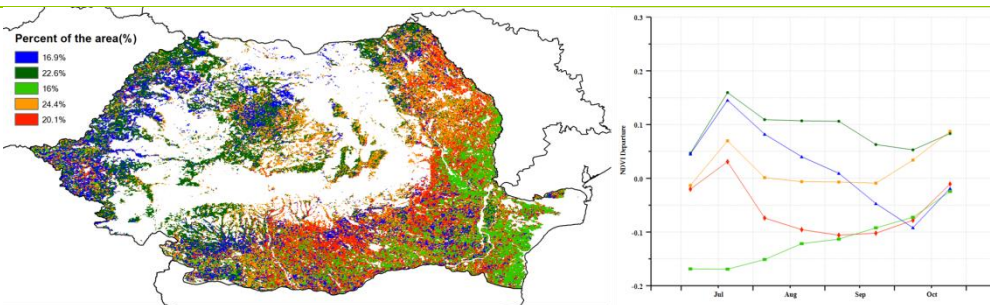 Percent of the area(%)
16.9%
22.6%
16%
24.4%
20.1%
NDVI Departure
0.3
0.2
0.1
0.0
-0.1
-0.2
Jul
Aug
Sep
Oct